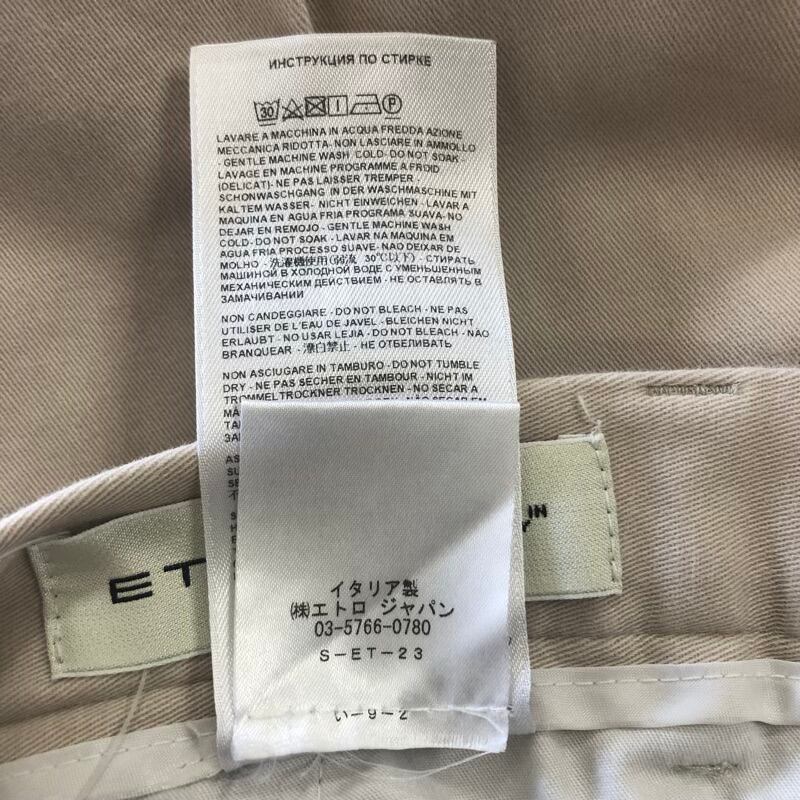 ИНСТРУКЦИЯ ПО СТИРКЕ
30 P
LAVARE A MACCHINA IN ACQUA FREDDA AZIONE
MECCANICA RIDOTTA- NON LASCIARE IN AMMOLLO
- GENTLE MACHINE WASH COLD- DO NOT SOAK -
LAVAGE EN MACHINE PROGRAMME A FROID
(DELICAT)- NE PAS LAISSER TREMPER -
SCHONWASCHGANG IN DER WASCHMASCHINE MIT
KALTEM WASSER- NICHT EINWEICHEN - LAVAR A
MAQUINA EN AGUA FRIA PROGRAMA SUAVA- NO
DEJAR EN REMOJO - GENTLE MACHINE WASH
COLD- DO NOT SOAK - LAVAR NA MAQUINA EM
AGUA FRIA PROCESSO SUAVE- NAO DEIXAR DE
MOLHO - 洗濯機使用(弱流 30℃以下) - СТИРАТЬ
МАШИНОЙ В ХОЛОДНОЙ ВОДЕ С УМЕНЬШЕННЫМ
МЕХАНИЧЕСКИМ ДЕЙСТВИЕМ - НЕ ОСТАВЛЯТЬ В
ЗАМАЧИВАНИИ
NON CANDEGGIARE - DO NOT BLEACH - NE PAS
UTILISER DE L'EAU DE JAVEL - BLEICHEN NICHT
ERLAUBT - NO USAR LEJIA - DO NOT BLEACH - NÃO
BRANQUEAR - 漂白禁止 - НЕ ОТБЕЛИВАТЬ
NON ASCIUGARE IN TAMBURO - DO NOT TUMBLE
DRY - NE PAS SÉCHER EN TAMBOUR - NICHT IM
TROMMELTROCKNER TROCKNEN - NO SECAR EM
ET
IN
Y
イタリア製
(株)エトロ ジャパン
03-5766-0780
S-ET-23